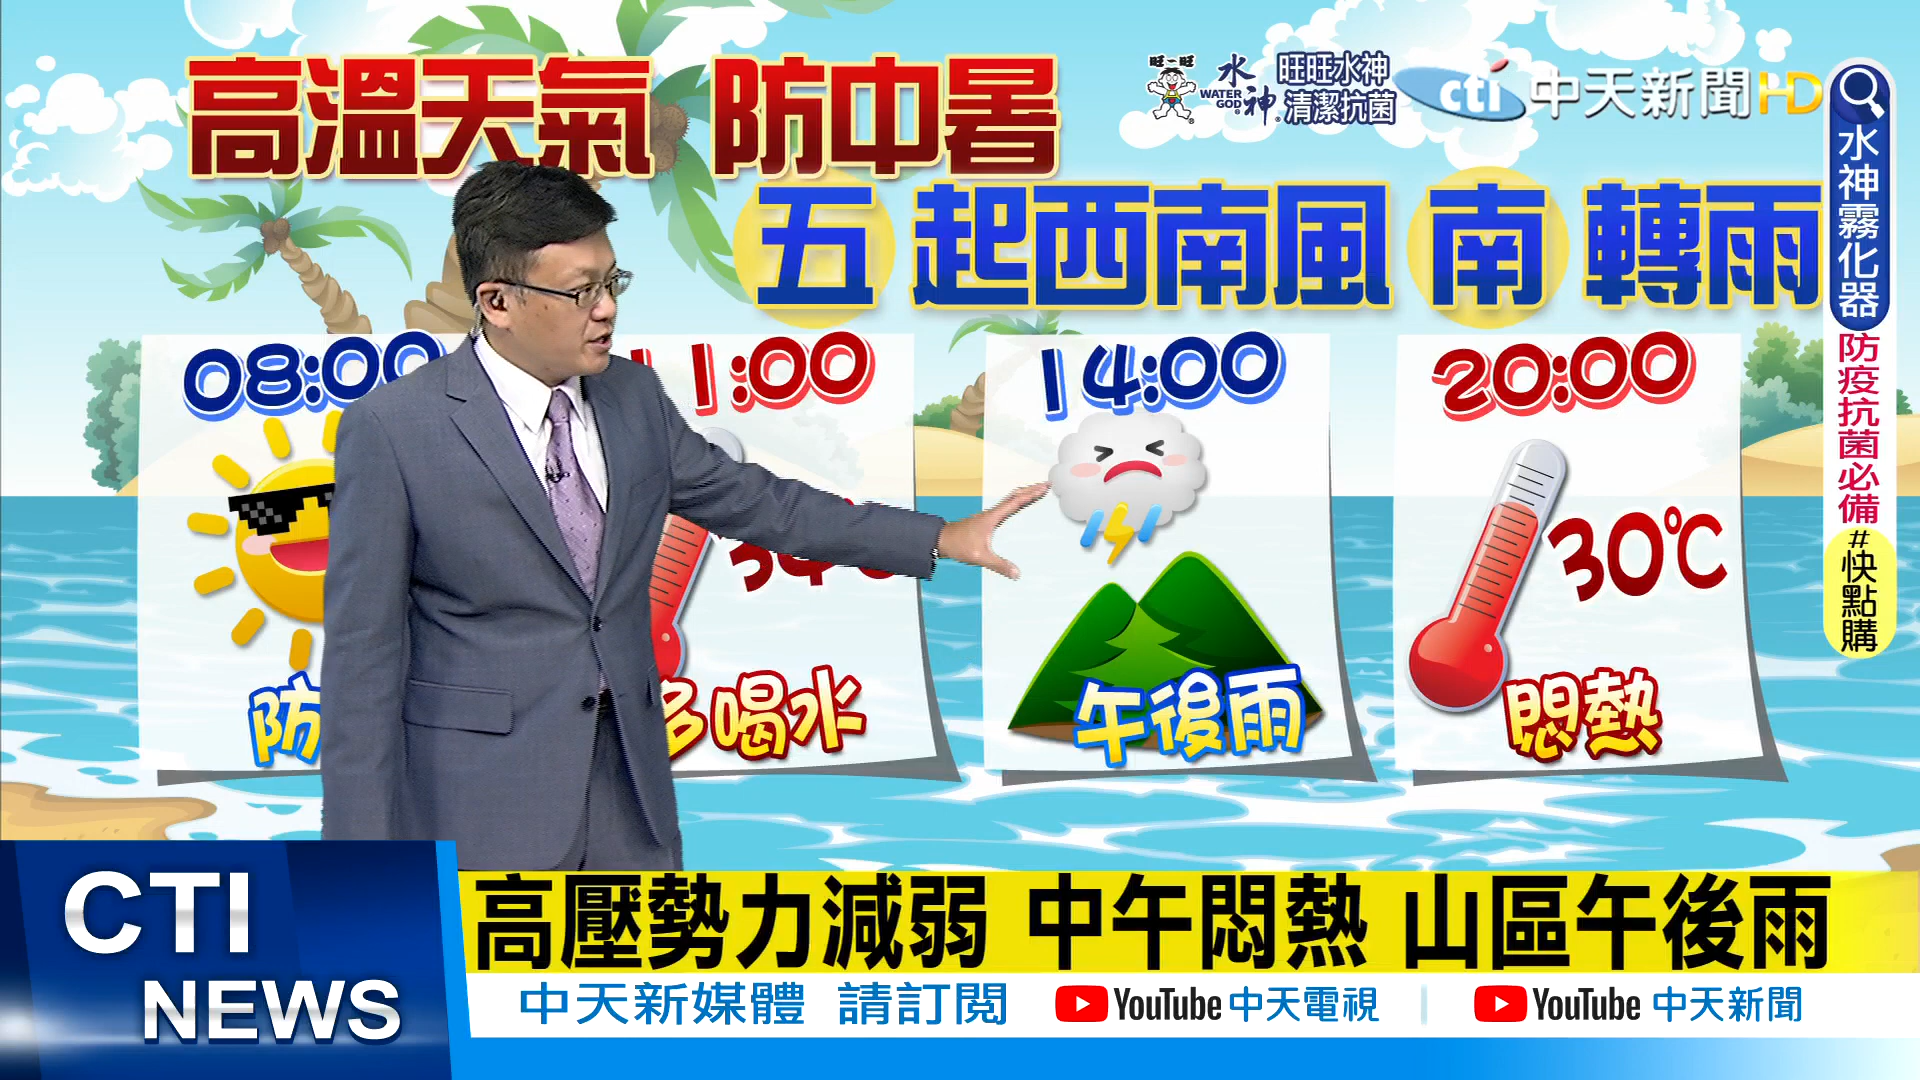 高溫天氣 防中暑
旺一旺
水神
WATER GOD
旺旺水神
清潔抗菌
cti 中天新聞HD
五 起西南風 南 轉雨
水神霧化器
防疫抗菌必備
#快點購
08:00
防
11:00
34
多喝水
14:00
午後雨
20:00
30℃
悶熱
CTI
NEWS
高壓勢力減弱 中午悶熱 山區午後雨
中天新媒體 請訂閱 YouTube 中天電視 | YouTube 中天新聞